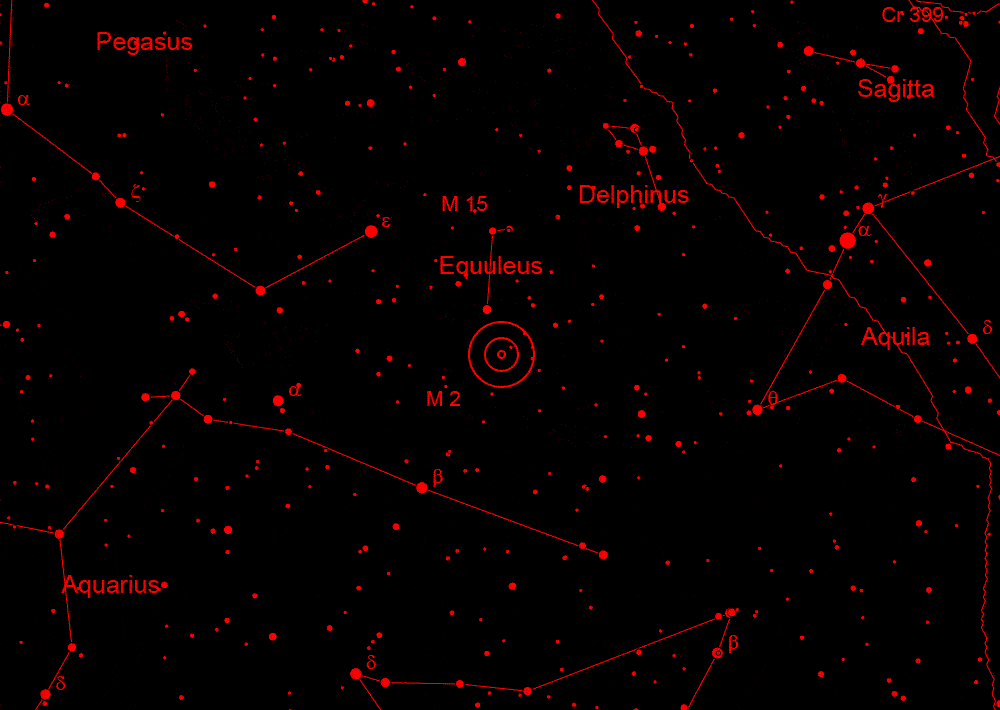 Cr 399
Pegasus
Sagitta
α
ζ
Delphinus
M 15
γ
ε
α
Equuleus
δ
Aquila
α
M 2
θ
β
Aquarius
β
δ
δ